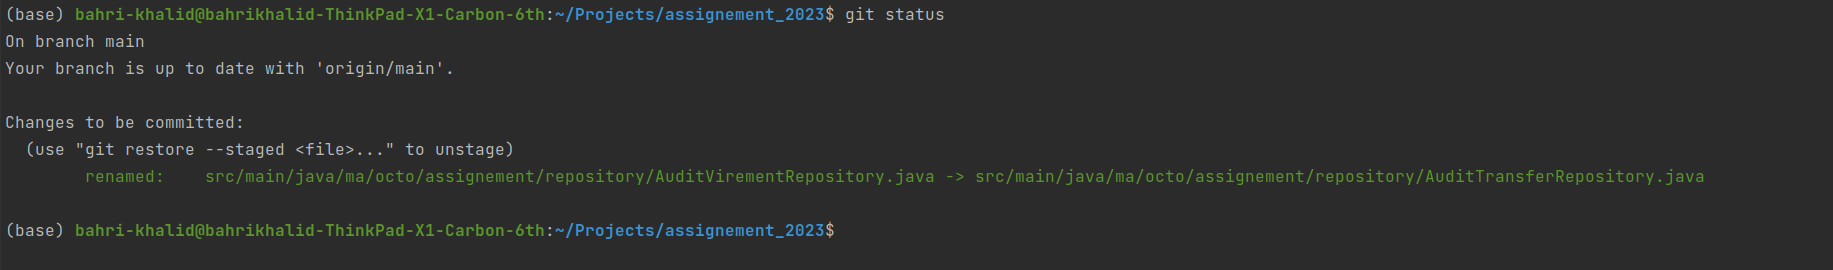 (base) bahri-khalid@bahrikhalid-ThinkPad-X1-Carbon-6th:~/Projects/assignement_2023$ git status
On branch main
Your branch is up to date with 'origin/main'.
Changes to be committed:
(use "git restore --staged <file>..." to unstage)
renamed: src/main/java/ma/octo/assignement/repository/AuditVirementRepository.java -> src/main/java/ma/octo/assignement/repository/AuditTransferRepository.java
(base) bahri-khalid@bahrikhalid-ThinkPad-X1-Carbon-6th:~/Projects/assignement_2023$